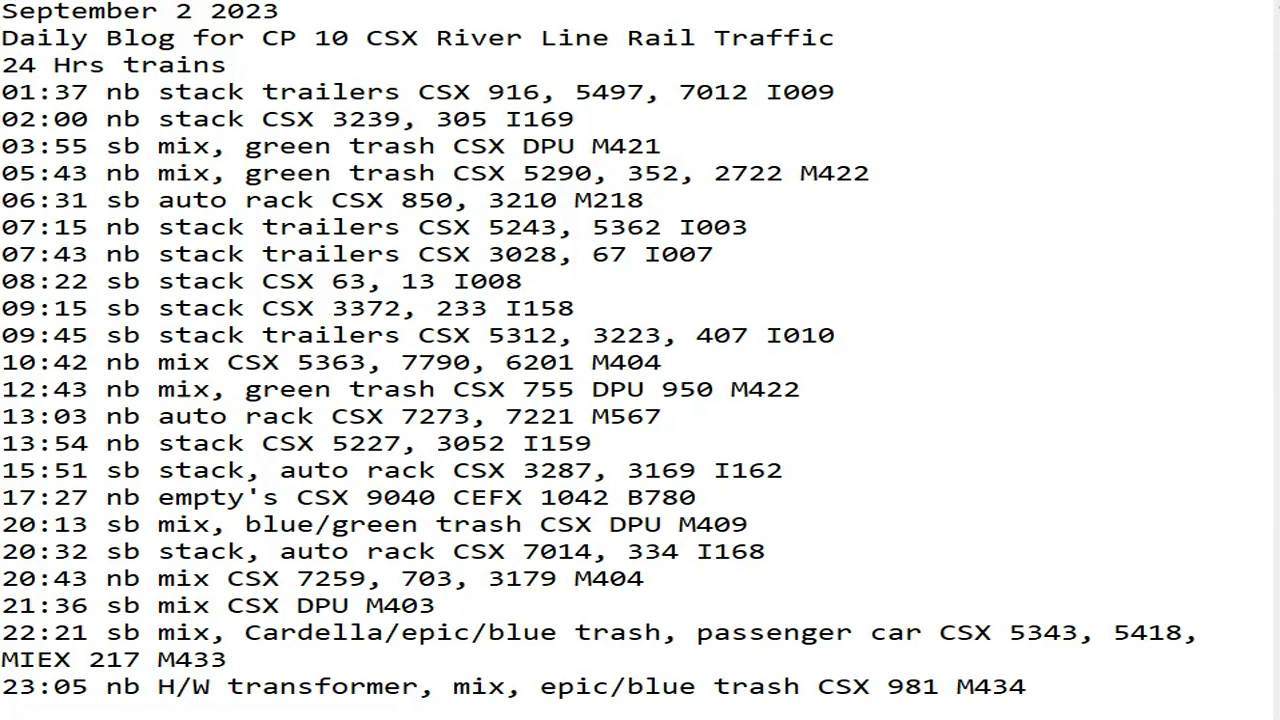 September 2 2023
Daily Blog for CP 10 CSX River Line Rail Traffic
24 Hrs trains
01:37 nb stack trailers CSX 916, 5497, 7012 I009
02:00 nb stack CSX 3239, 305 I169
03:55 sb mix, green trash CSX DPU M421
05:43 nb mix, green trash CSX 5290, 352, 2722 M422
06:31 sb auto rack CSX 850, 3210 M218
07:15 nb stack trailers CSX 5243, 5362 I003
07:43 nb stack trailers CSX 3028, 67 I007
08:22 sb stack CSX 63, 13 I008
09:15 sb stack CSX 3372, 233 I158
09:45 sb stack trailers CSX 5312, 3223, 407 I010
10:42 nb mix CSX 5363, 7790, 6201 M404
12:43 nb mix, green trash CSX 755 DPU 950 M422
13:03 nb auto rack CSX 7273, 7221 M567
13:54 nb stack CSX 5227, 3052 I159
15:51 sb stack, auto rack CSX 3287, 3169 I162
17:27 nb empty's CSX 9040 CEFX 1042 B780
20:13 sb mix, blue/green trash CSX DPU M409
20:32 sb stack, auto rack CSX 7014, 334 I168
20:43 nb mix CSX 7259, 703, 3179 M404
21:36 sb mix CSX DPU M403
22:21 sb mix, Cardella/epic/blue trash, passenger car CSX 5343, 5418,
MIEX 217 M433
23:05 nb H/W transformer, mix, epic/blue trash CSX 981 M434